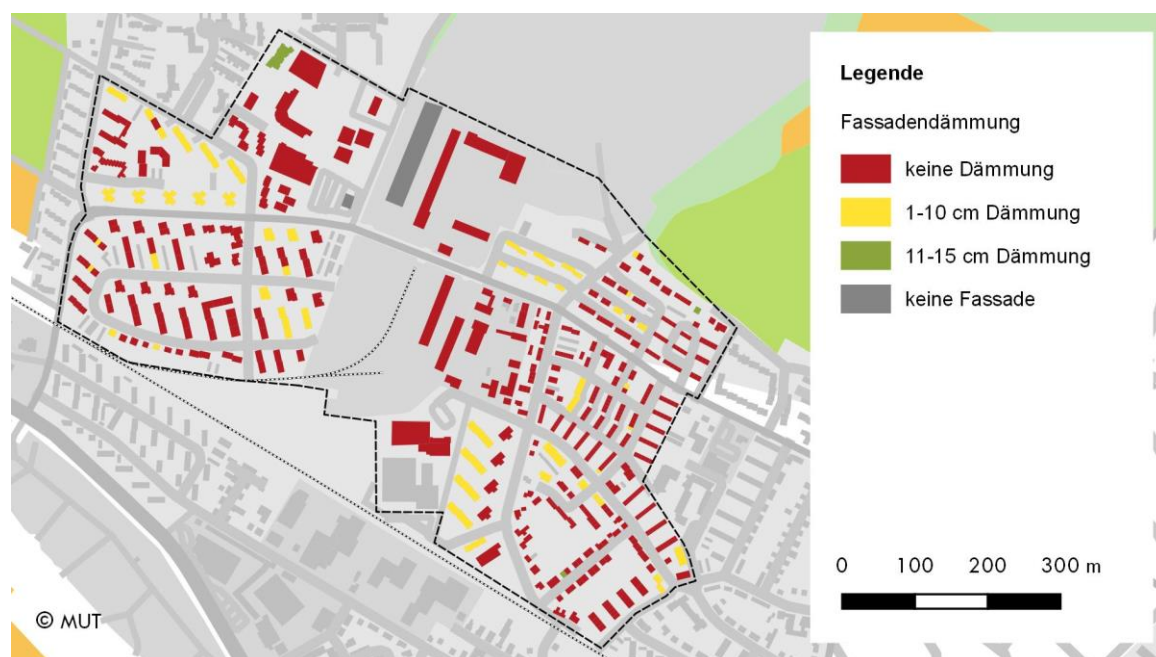 Legende
Fassadendämmung
keine Dämmung
1-10 cm Dämmung
11-15 cm Dämmung
keine Fassade
0 100 200 300 m
© MUT